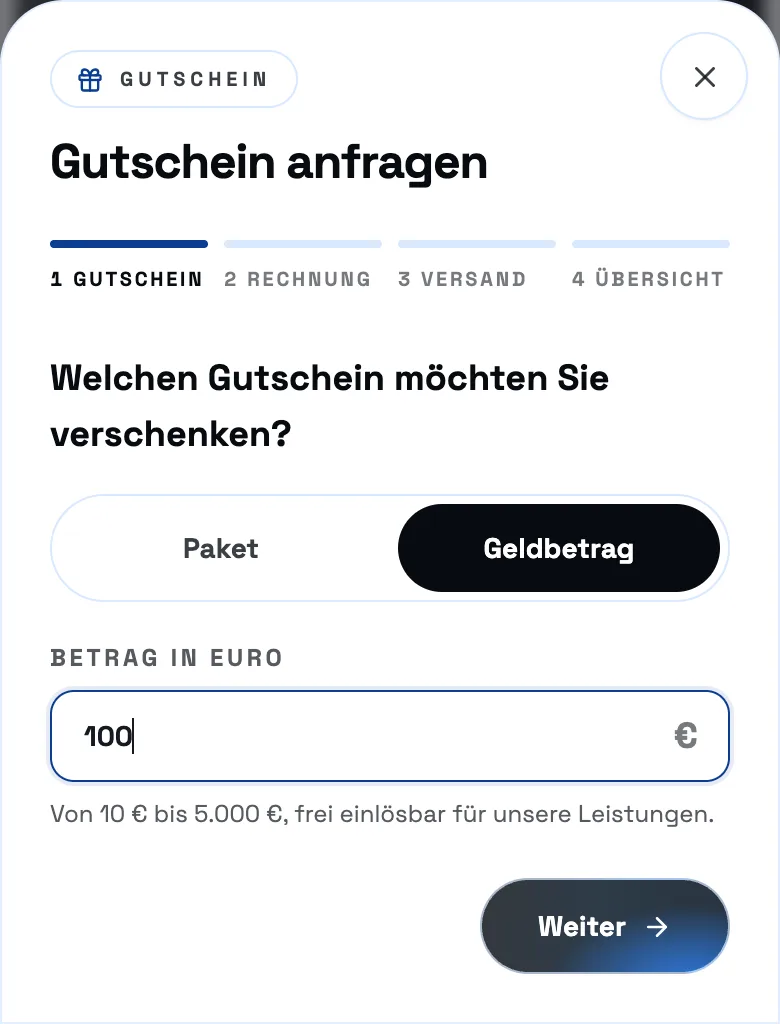 GUTSCHEIN
Gutschein anfragen
1 GUTSCHEIN 2 RECHNUNG 3 VERSAND 4 ÜBERSICHT
Welchen Gutschein möchten Sie
verschenken?
Paket Geldbetrag
BETRAG IN EURO
100 €
Von 10 € bis 5.000 €, frei einlösbar für unsere Leistungen.
Weiter →